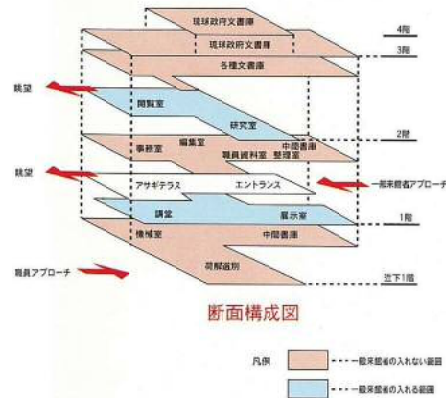 琉球政府文書庫
4階
琉球政府文書庫
3階
各種文書庫
眺望
閲覧室
研究室
2階
編集室
中間書庫
事務室
職員資料室 整理室
眺望
アサギテラス
エントランス
一般来館者アプローチ
講堂
展示室
1階
機械室
中間書庫
荷解選別
職員アプローチ
地下1階
断面構成図
凡例
一般来館者の入れない範囲
一般来館者の入れる範囲